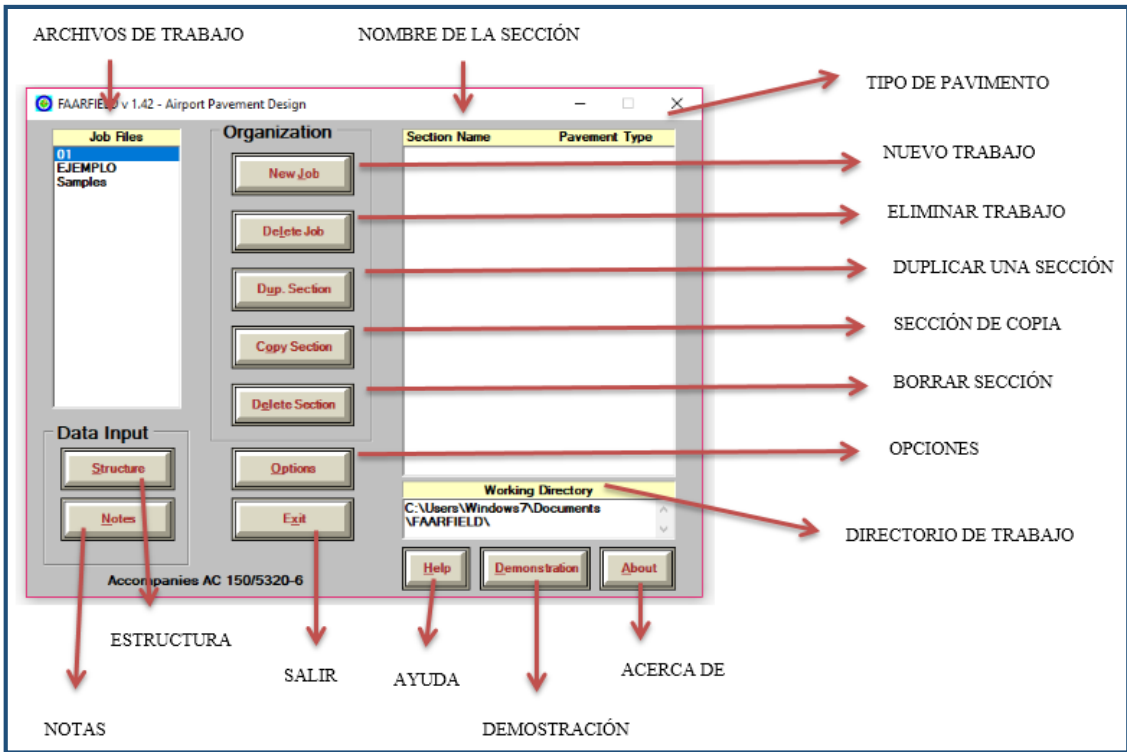 ARCHIVOS DE TRABAJO
NOMBRE DE LA SECCIÓN
TIPO DE PAVIMENTO
FAARFIELD v 1.42 - Airport Pavement Design
Job Files
01
EJEMPLO
Samples
Organization
New Job
Delete Job
Dup. Section
Copy Section
Delete Section
Section Name Pavement Type
NUEVO TRABAJO
ELIMINAR TRABAJO
DUPLICAR UNA SECCIÓN
SECCIÓN DE COPIA
BORRAR SECCIÓN
OPCIONES
DIRECTORIO DE TRABAJO
Data Input
Structure
Notes
Options
Exit
Working Directory
C:\Users\Windows7\Documents
\FAARFIELD\
Help
Demonstration
About
Accompanies AC 150/5320-6
ESTRUCTURA
SALIR
AYUDA
ACERCA DE
NOTAS
DEMOSTRACIÓN